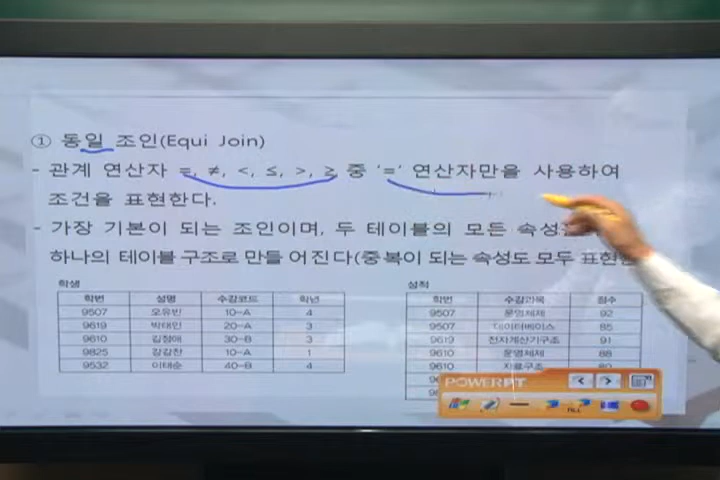 ① 동일 조인(Equi Join)
- 관계 연산자 =, ≠, <, ≤, >, ≥ 중 '=' 연산자만을 사용하여
조건을 표현한다.
- 가장 기본이 되는 조인이며, 두 테이블의 모든 속성
하나의 테이블 구조로 만들 어진다(중복이 되는 속성도 모두 표현
학생
학번 성명 수강코드 학년
9507 오유빈 10-A 4
9619 20-A 3
9610 30-B 3
9825 강감찬 10-A 1
9532 이태순 40-B 4
성적
학번 수강과목 점수
9507 운영체제 92
9507 데이터베이스 85
9619 전자계산기구조 91
9610 운영체제 88
9610 자료구조 80
POWERPT
ALL